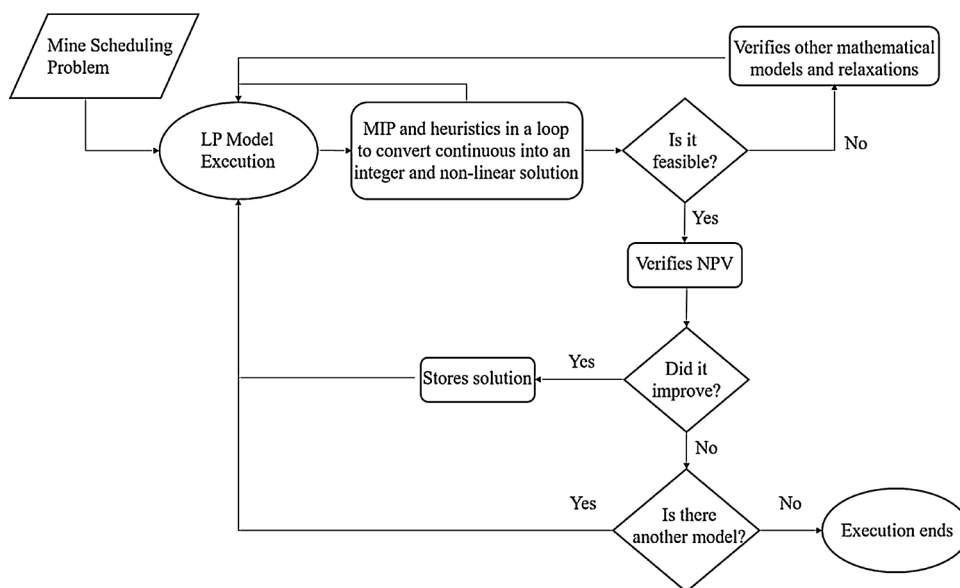 Mine Scheduling
Problem
Verifies other mathematical
models and relaxations
LP Model
Execution
MIP and heuristics in a loop
to convert continuous into an
integer and non-linear solution
Is it
feasible?
No
Yes
Verifies NPV
Did it
improve?
Yes
Stores solution
No
Is there
another model?
Yes
No
Execution ends